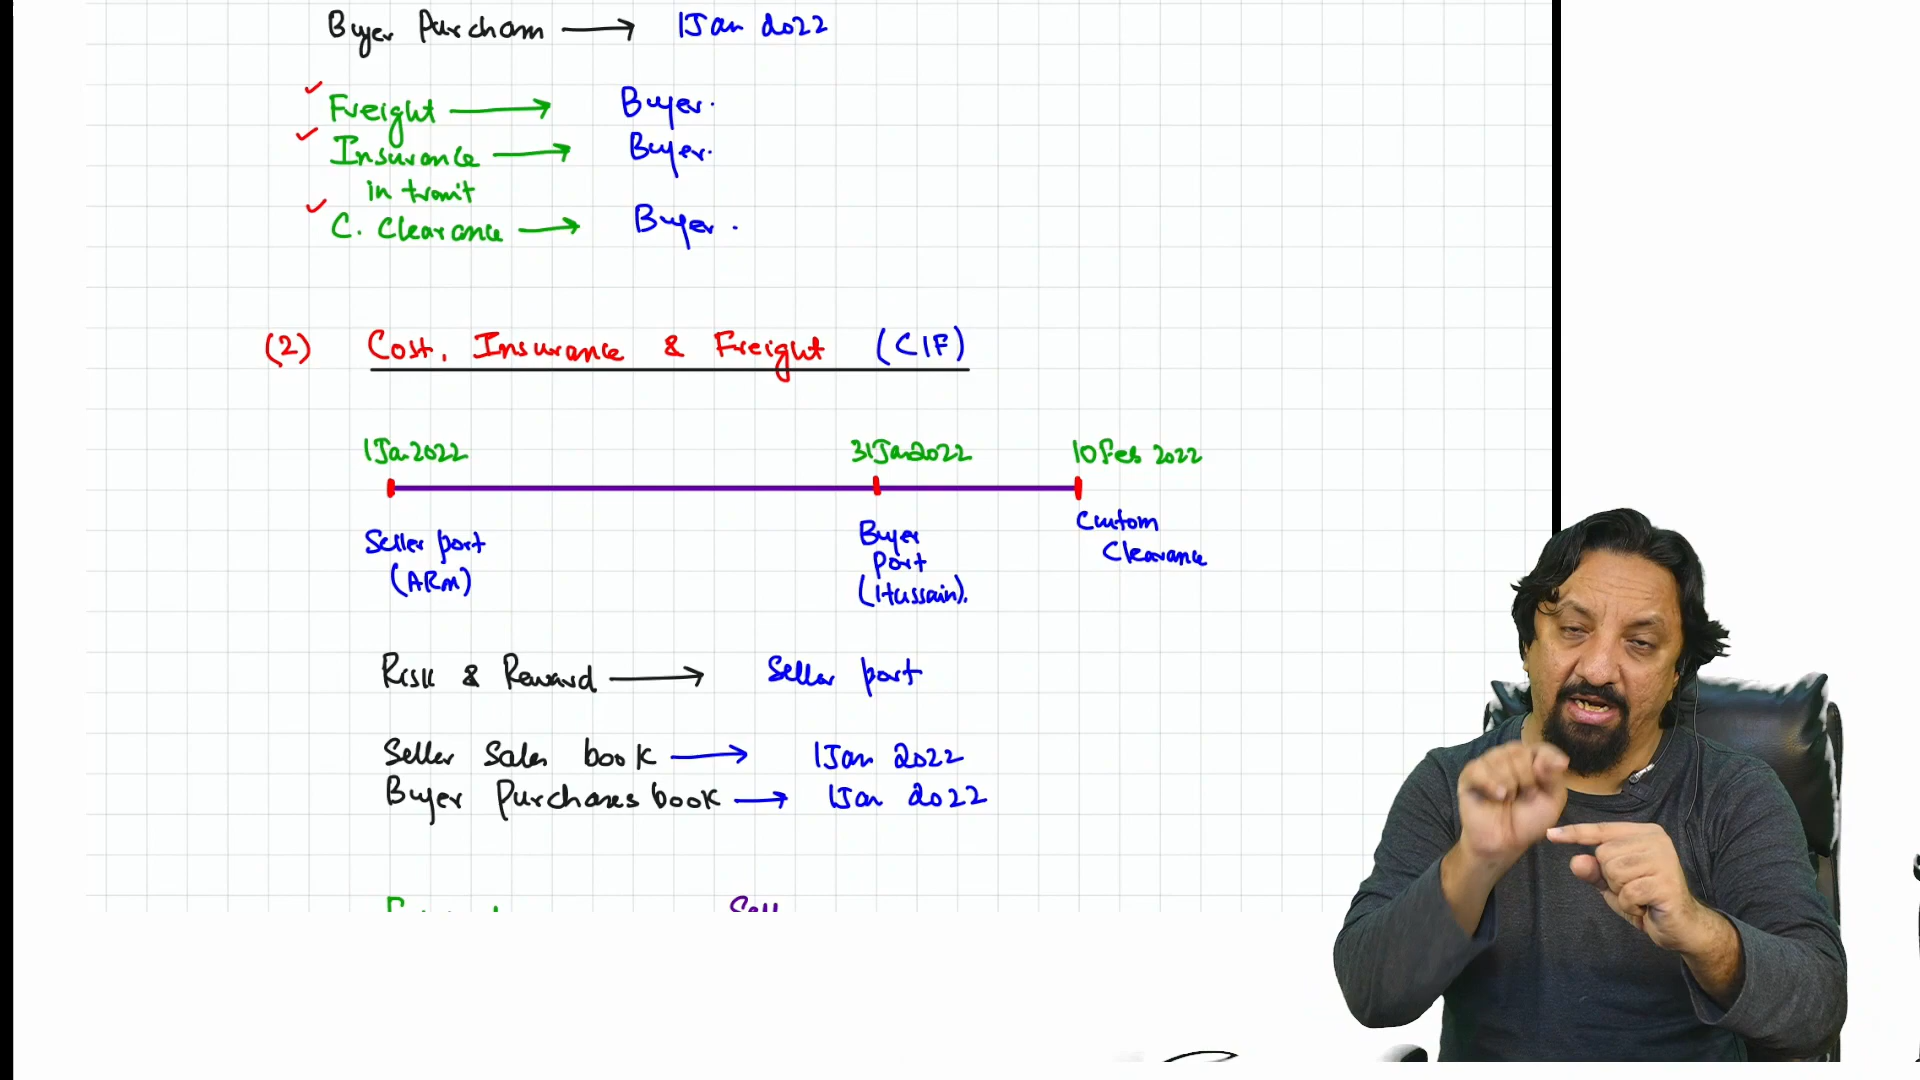 Buyer Purchase → 1 Jan 2022
Freight → Buyer.
Insurance → Buyer.
in transit
C. Clearance → Buyer.
(2) Cost, Insurance & Freight (CIF)
1 Jan 2022 31 Jan 2022 10 Feb 2022
Seller port
(ARM)
Buyer
Port
(Hussain).
Custom
Clearance
Risk & Reward → Seller port
Seller Sales book → 1 Jan 2022
Buyer Purchases book → 1 Jan 2022